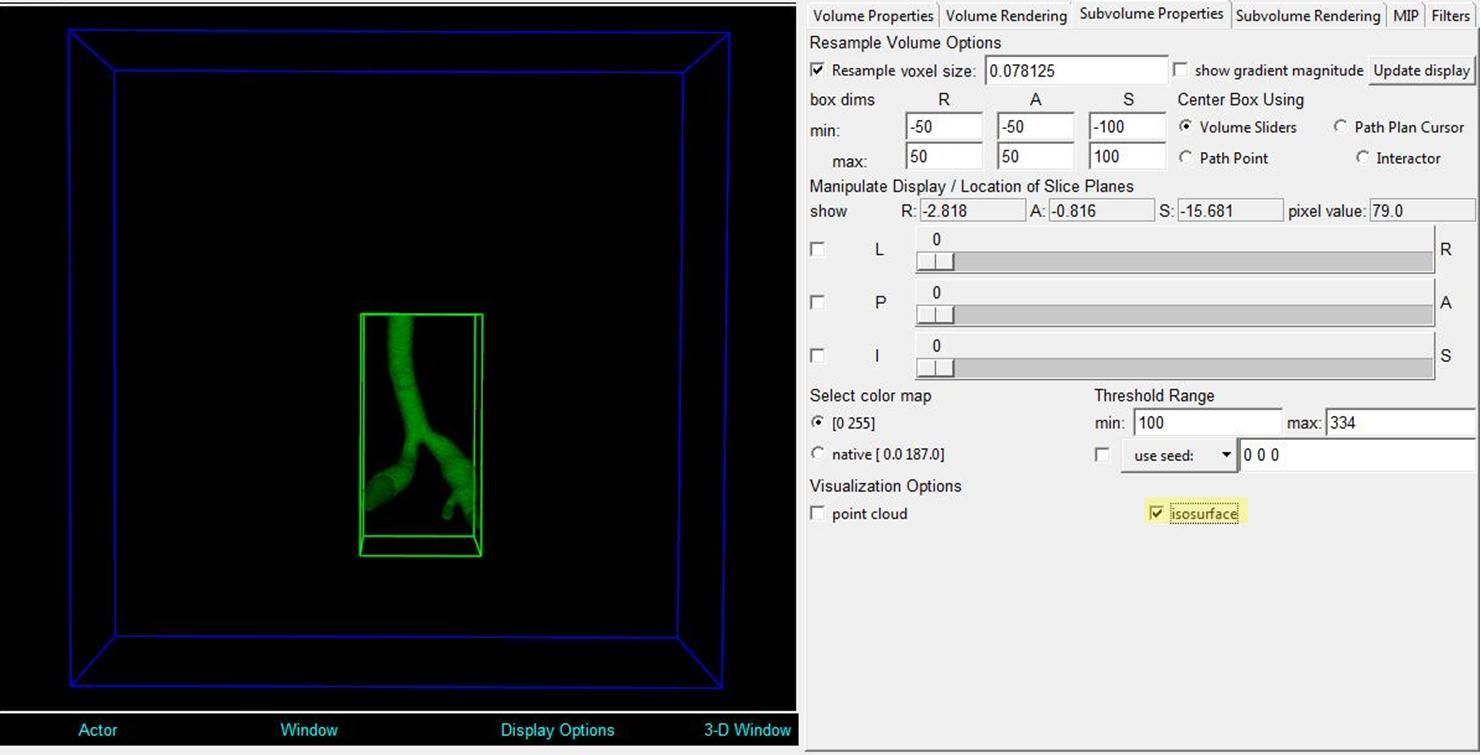 Volume Properties Volume Rendering Subvolume Properties Subvolume Rendering MIP Filters
Resample Volume Options
Resample voxel size: 0.078125 show gradient magnitude Update display
box dims R A S Center Box Using
min: -50 -50 -100 Volume Sliders Path Plan Cursor
max: 50 50 100 Path Point Interactor
Manipulate Display / Location of Slice Planes
show R: -2.818 A: -0.816 S: -15.681 pixel value: 79.0
0
L R
0
P A
0
I S
Select color map Threshold Range
[0 255] min: 100 max: 334
native [ 0.0 187.0] use seed: 0 0 0
Visualization Options
point cloud isosurface
Actor Window Display Options 3-D Window